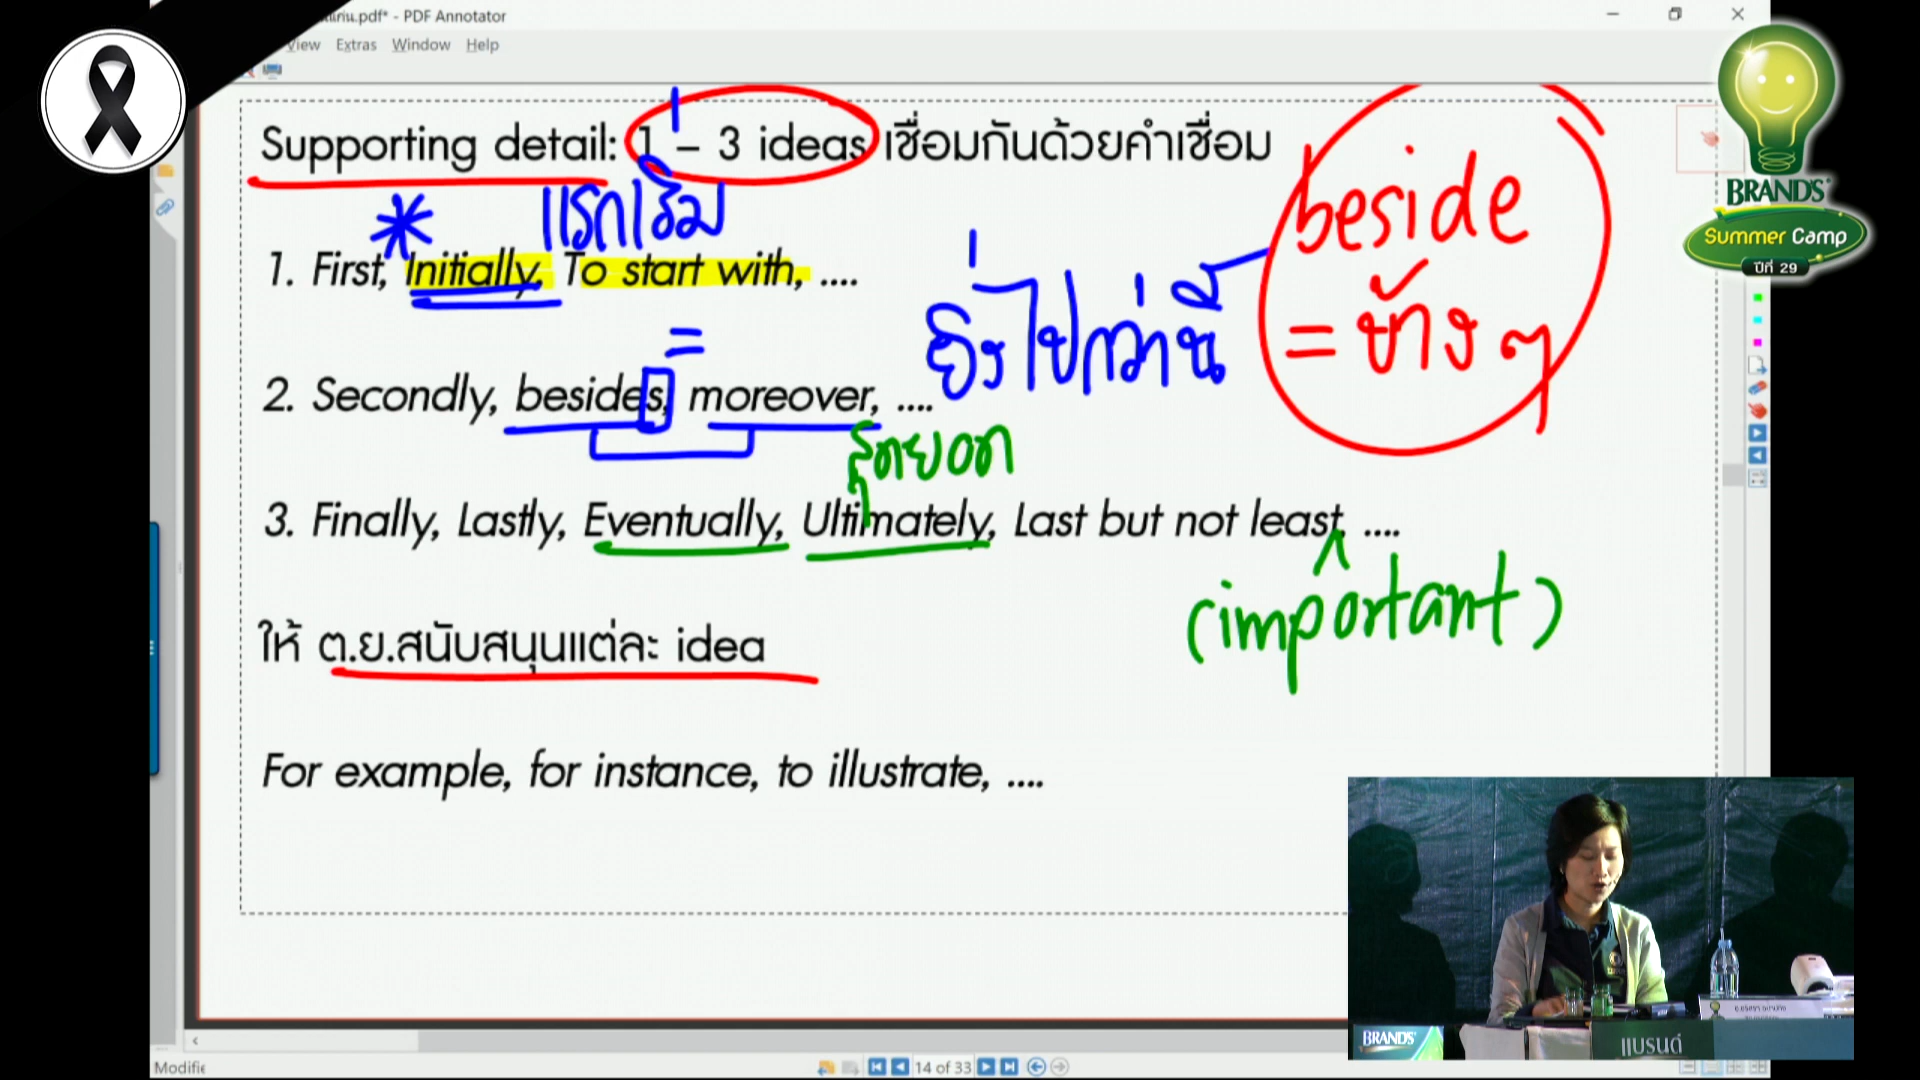 .pdf* - PDF Annotator
View Extras Window Help
Supporting detail: 1 – 3 ideas เชื่อมกันด้วยคำเชื่อม
แรกเริ่ม
1. First, Initially, To start with, ....
beside
= ข้าง ๆ
ยิ่งไปกว่านี้
=
2. Secondly, besides, moreover, ....
สุดยอด
3. Finally, Lastly, Eventually, Ultimately, Last but not least, ....
(important)
ให้ ต.ย.สนับสนุนแต่ละ idea
For example, for instance, to illustrate, ....
14 of 33
BRAND'S
Summer Camp
ปีที่ 29
BRAND'S
แบรนด์